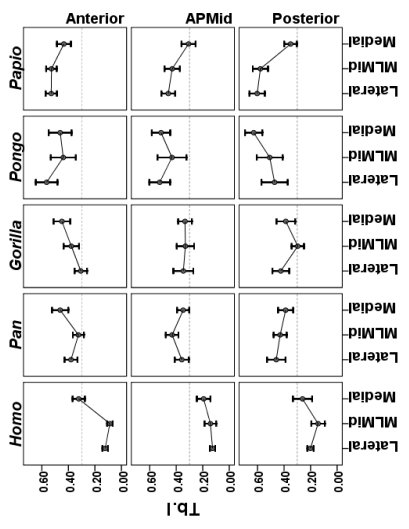 Anterior APMid Posterior
Papio
Medial
MLMid
Lateral
Pongo
Medial
MLMid
Lateral
Gorilla
Medial
MLMid
Lateral
Pan
Medial
MLMid
Lateral
Homo
Medial
MLMid
Lateral
0.60 0.40 0.20 0.00 0.60 0.40 0.20 0.00 0.60 0.40 0.20 0.00
Tb.I